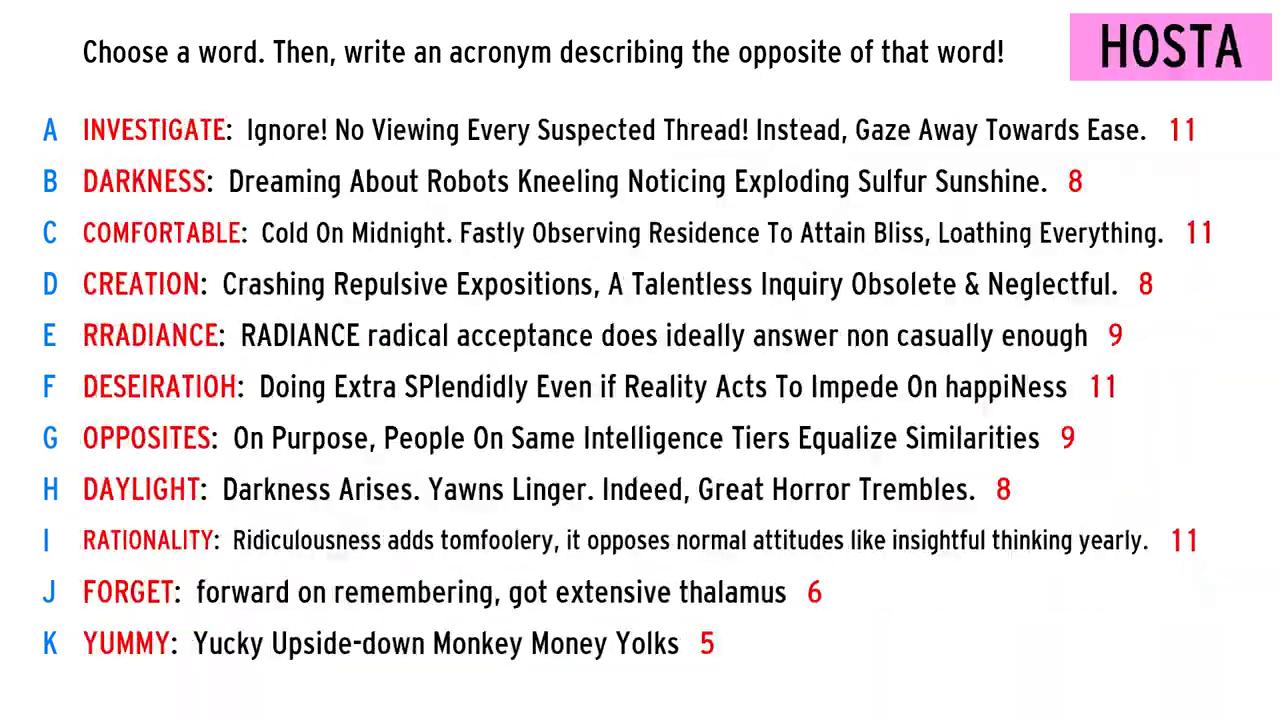 Choose a word. Then, write an acronym describing the opposite of that word!
HOSTA
A INVESTIGATE: Ignore! No Viewing Every Suspected Thread! Instead, Gaze Away Towards Ease. 11
B DARKNESS: Dreaming About Robots Kneeling Noticing Exploding Sulfur Sunshine. 8
C COMFORTABLE: Cold On Midnight. Fastly Observing Residence To Attain Bliss, Loathing Everything. 11
D CREATION: Crashing Repulsive Expositions, A Talentless Inquiry Obsolete & Neglectful. 8
E RRADIANCE: RADIANCE radical acceptance does ideally answer non casually enough 9
F DESEIRATIOH: Doing Extra SPlendidly Even if Reality Acts To Impede On happiNess 11
G OPPOSITES: On Purpose, People On Same Intelligence Tiers Equalize Similarities 9
H DAYLIGHT: Darkness Arises. Yawns Linger. Indeed, Great Horror Trembles. 8
I RATIONALITY: Ridiculousness adds tomfoolery, it opposes normal attitudes like insightful thinking yearly. 11
J FORGET: forward on remembering, got extensive thalamus 6
K YUMMY: Yucky Upside-down Monkey Money Yolks 5